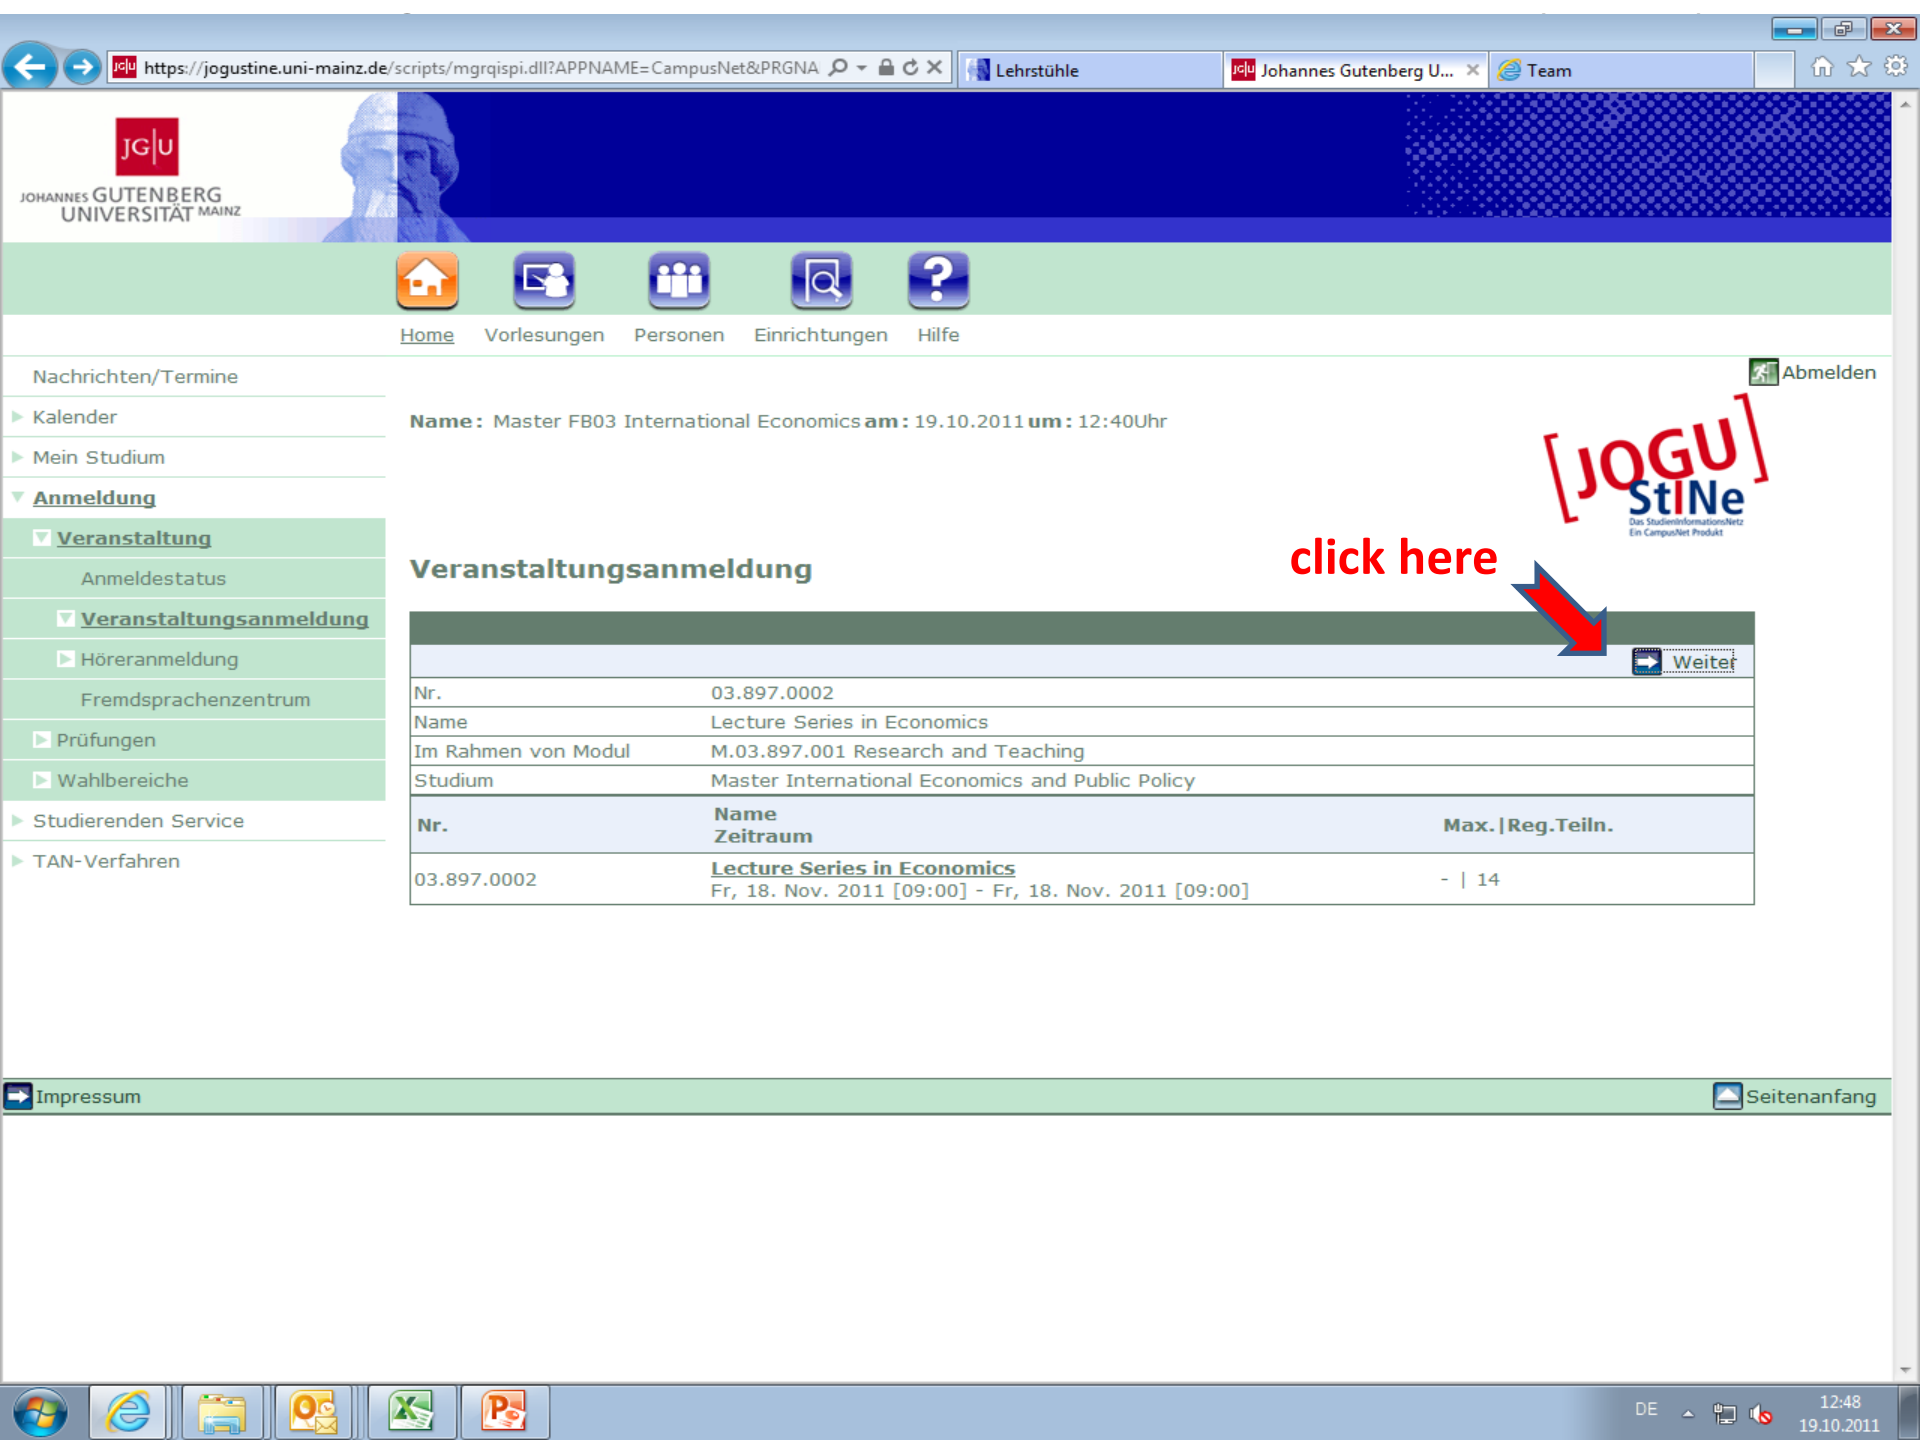 https://jogustine.uni-mainz.de/scripts/mgrqispi.dll?APPNAME=CampusNet&PRGNA
Lehrstühle
JG|U Johannes Gutenberg U...
Team
JG|U
JOHANNES GUTENBERG
UNIVERSITÄT MAINZ
Home Vorlesungen Personen Einrichtungen Hilfe
Abmelden
Nachrichten/Termine
Kalender
Mein Studium
Anmeldung
Veranstaltung
Anmeldestatus
Veranstaltungsanmeldung
Höreranmeldung
Fremdsprachenzentrum
Prüfungen
Wahlbereiche
Studierenden Service
TAN-Verfahren
Name: Master FB03 International Economics am: 19.10.2011 um: 12:40Uhr
[JOGU]
StINe
Das StudienInformationsNetz
Ein CampusNet Produkt
click here
Veranstaltungsanmeldung
Weiter
Nr. 03.897.0002
Name Lecture Series in Economics
Im Rahmen von Modul M.03.897.001 Research and Teaching
Studium Master International Economics and Public Policy
Nr. Name Zeitraum Max.|Reg.Teiln.
03.897.0002 Lecture Series in Economics - | 14
Fr, 18. Nov. 2011 [09:00] - Fr, 18. Nov. 2011 [09:00]
Impressum
Seitenanfang
DE
12:48
19.10.2011